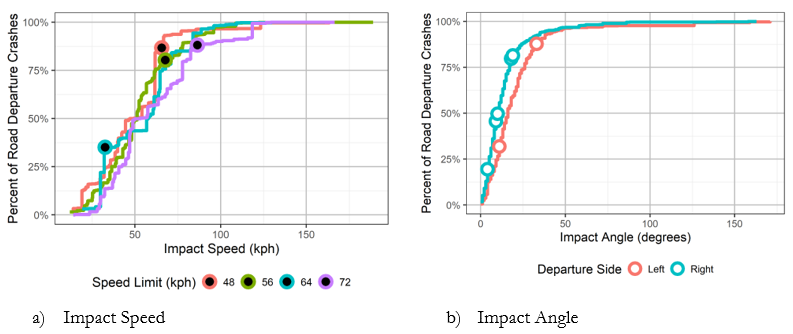 a)
b)
Percent of Road Departure Crashes
100%
75%
50%
25%
0%
50
100
150
Impact Speed (kph)
Speed Limit (kph) 48 56 64 72
Percent of Road Departure Crashes
100%
75%
50%
25%
0%
0
50
100
150
Impact Angle (degrees)
Departure Side Left Right
a) Impact Speed
b) Impact Angle